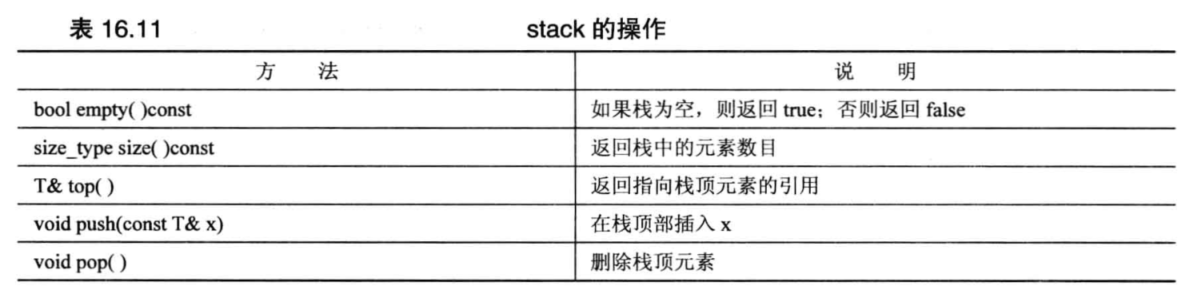 表 16.11 stack 的操作
方 法 说 明
bool empty( )const 如果栈为空，则返回 true；否则返回 false
size_type size( )const 返回栈中的元素数目
T& top( ) 返回指向栈顶元素的引用
void push(const T& x) 在栈顶部插入 x
void pop( ) 删除栈顶元素